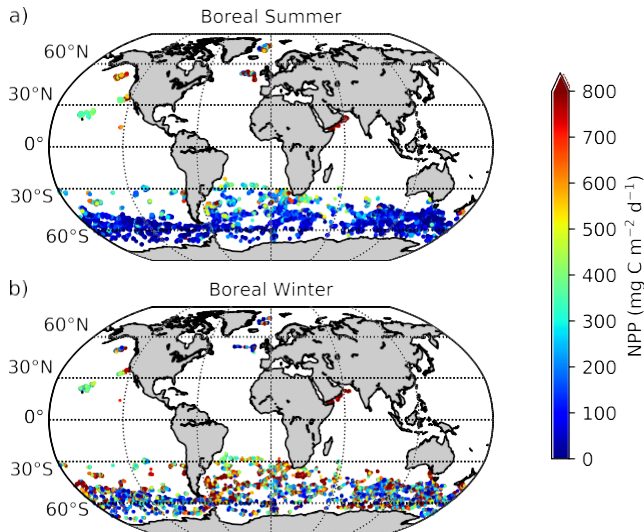 a)
Boreal Summer
60°N
30°N
0°
30°S
60°S
b)
Boreal Winter
60°N
30°N
0°
30°S
60°S
800
700
600
500
400
300
200
100
0
NPP (mg C m⁻² d⁻¹)